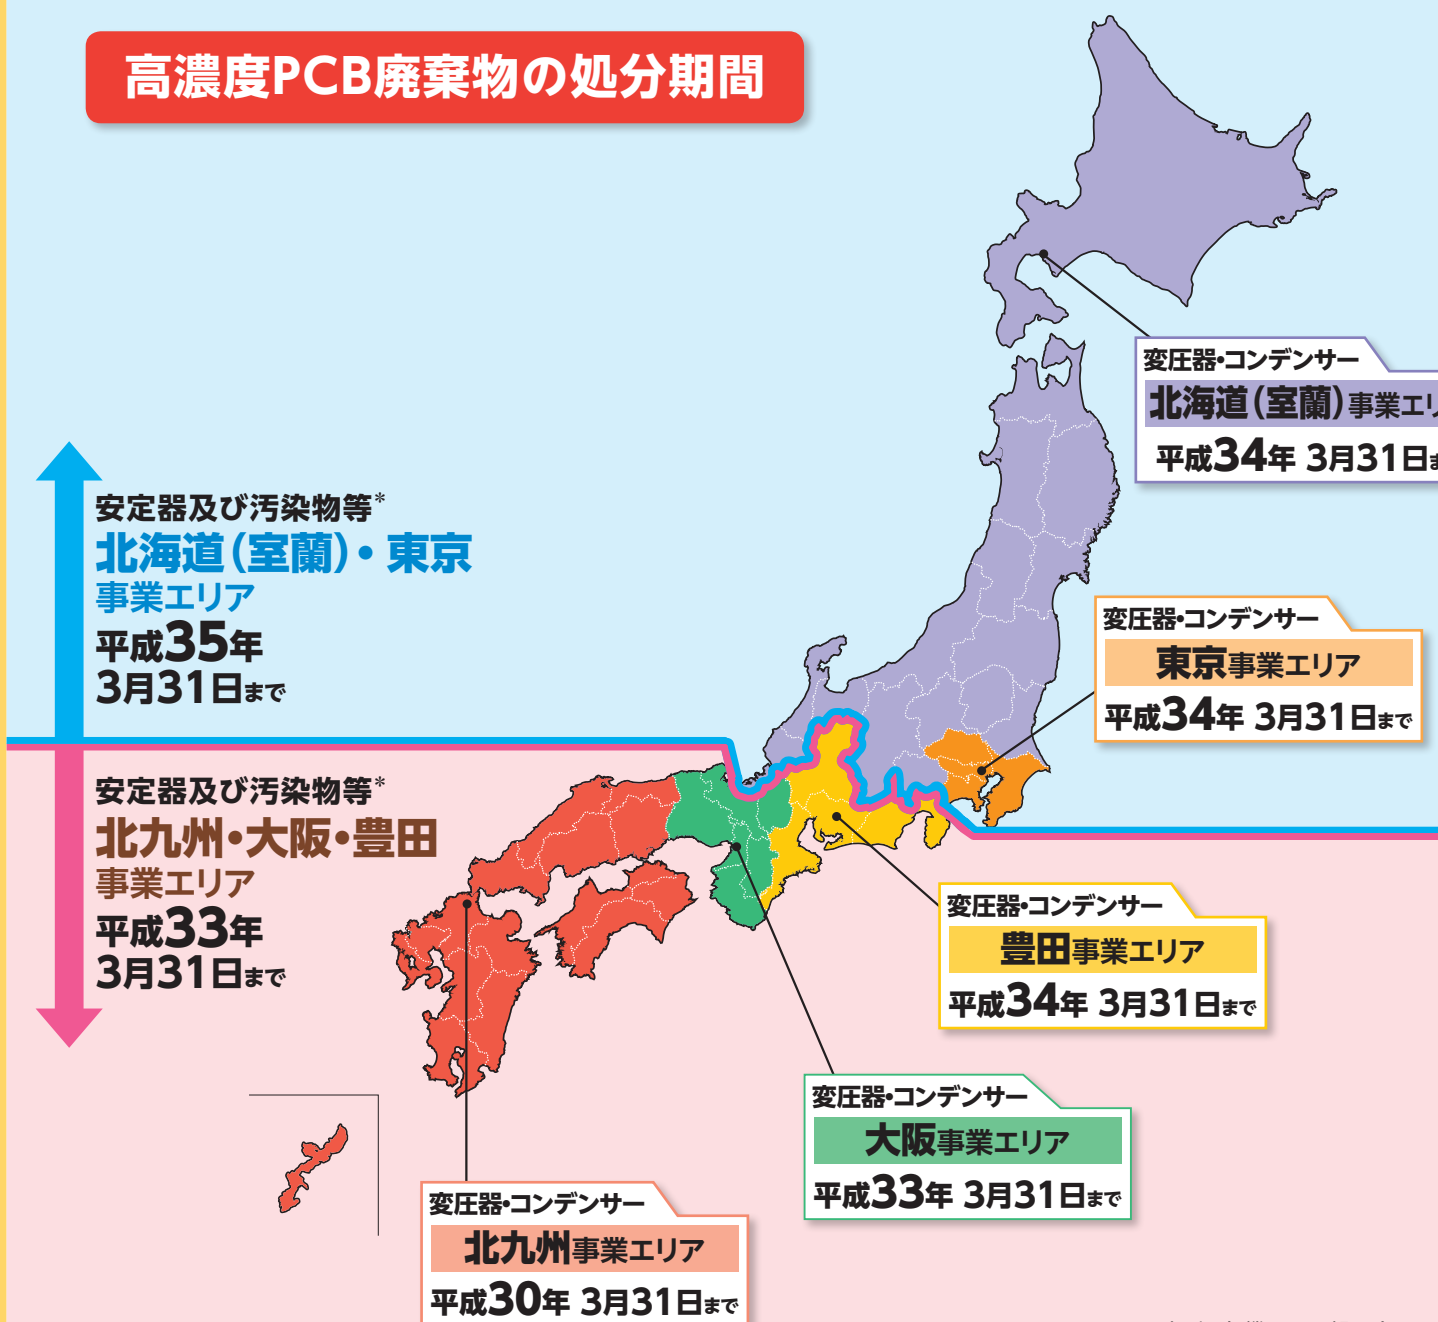 高濃度PCB廃棄物の処分期間
変圧器・コンデンサー
北海道(室蘭)事業エリ
平成34年 3月31日ま
安定器及び汚染物等*
北海道(室蘭)・東京
事業エリア
平成35年
3月31日まで
変圧器・コンデンサー
東京事業エリア
平成34年 3月31日まで
安定器及び汚染物等*
北九州・大阪・豊田
事業エリア
平成33年
3月31日まで
変圧器・コンデンサー
豊田事業エリア
平成34年 3月31日まで
変圧器・コンデンサー
大阪事業エリア
平成33年 3月31日まで
変圧器・コンデンサー
北九州事業エリア
平成30年 3月31日まで